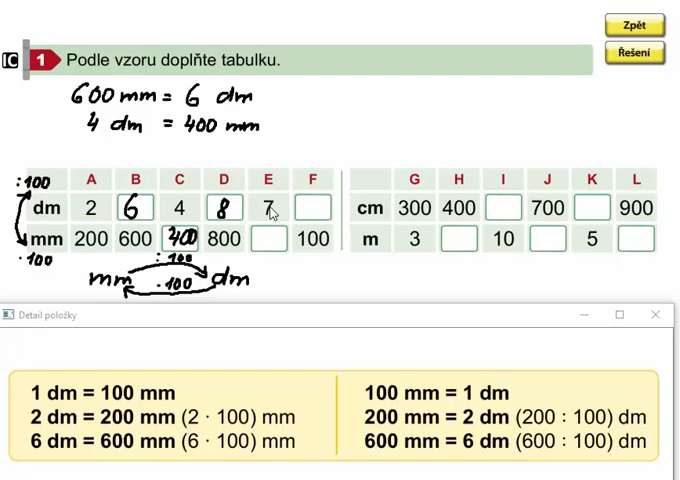 Zpět
1 Podle vzoru doplňte tabulku.
Řešení
600 mm = 6 dm
4 dm = 400 mm
:100 A B C D E F
dm 2 6 4 8 7
mm 200 600 400 800 100
·100
G H I J K L
cm 300 400 700 900
m 3 10 5
:100
mm ·100 dm
Detail položky
1 dm = 100 mm
2 dm = 200 mm (2 · 100) mm
6 dm = 600 mm (6 · 100) mm
100 mm = 1 dm
200 mm = 2 dm (200 : 100) dm
600 mm = 6 dm (600 : 100) dm